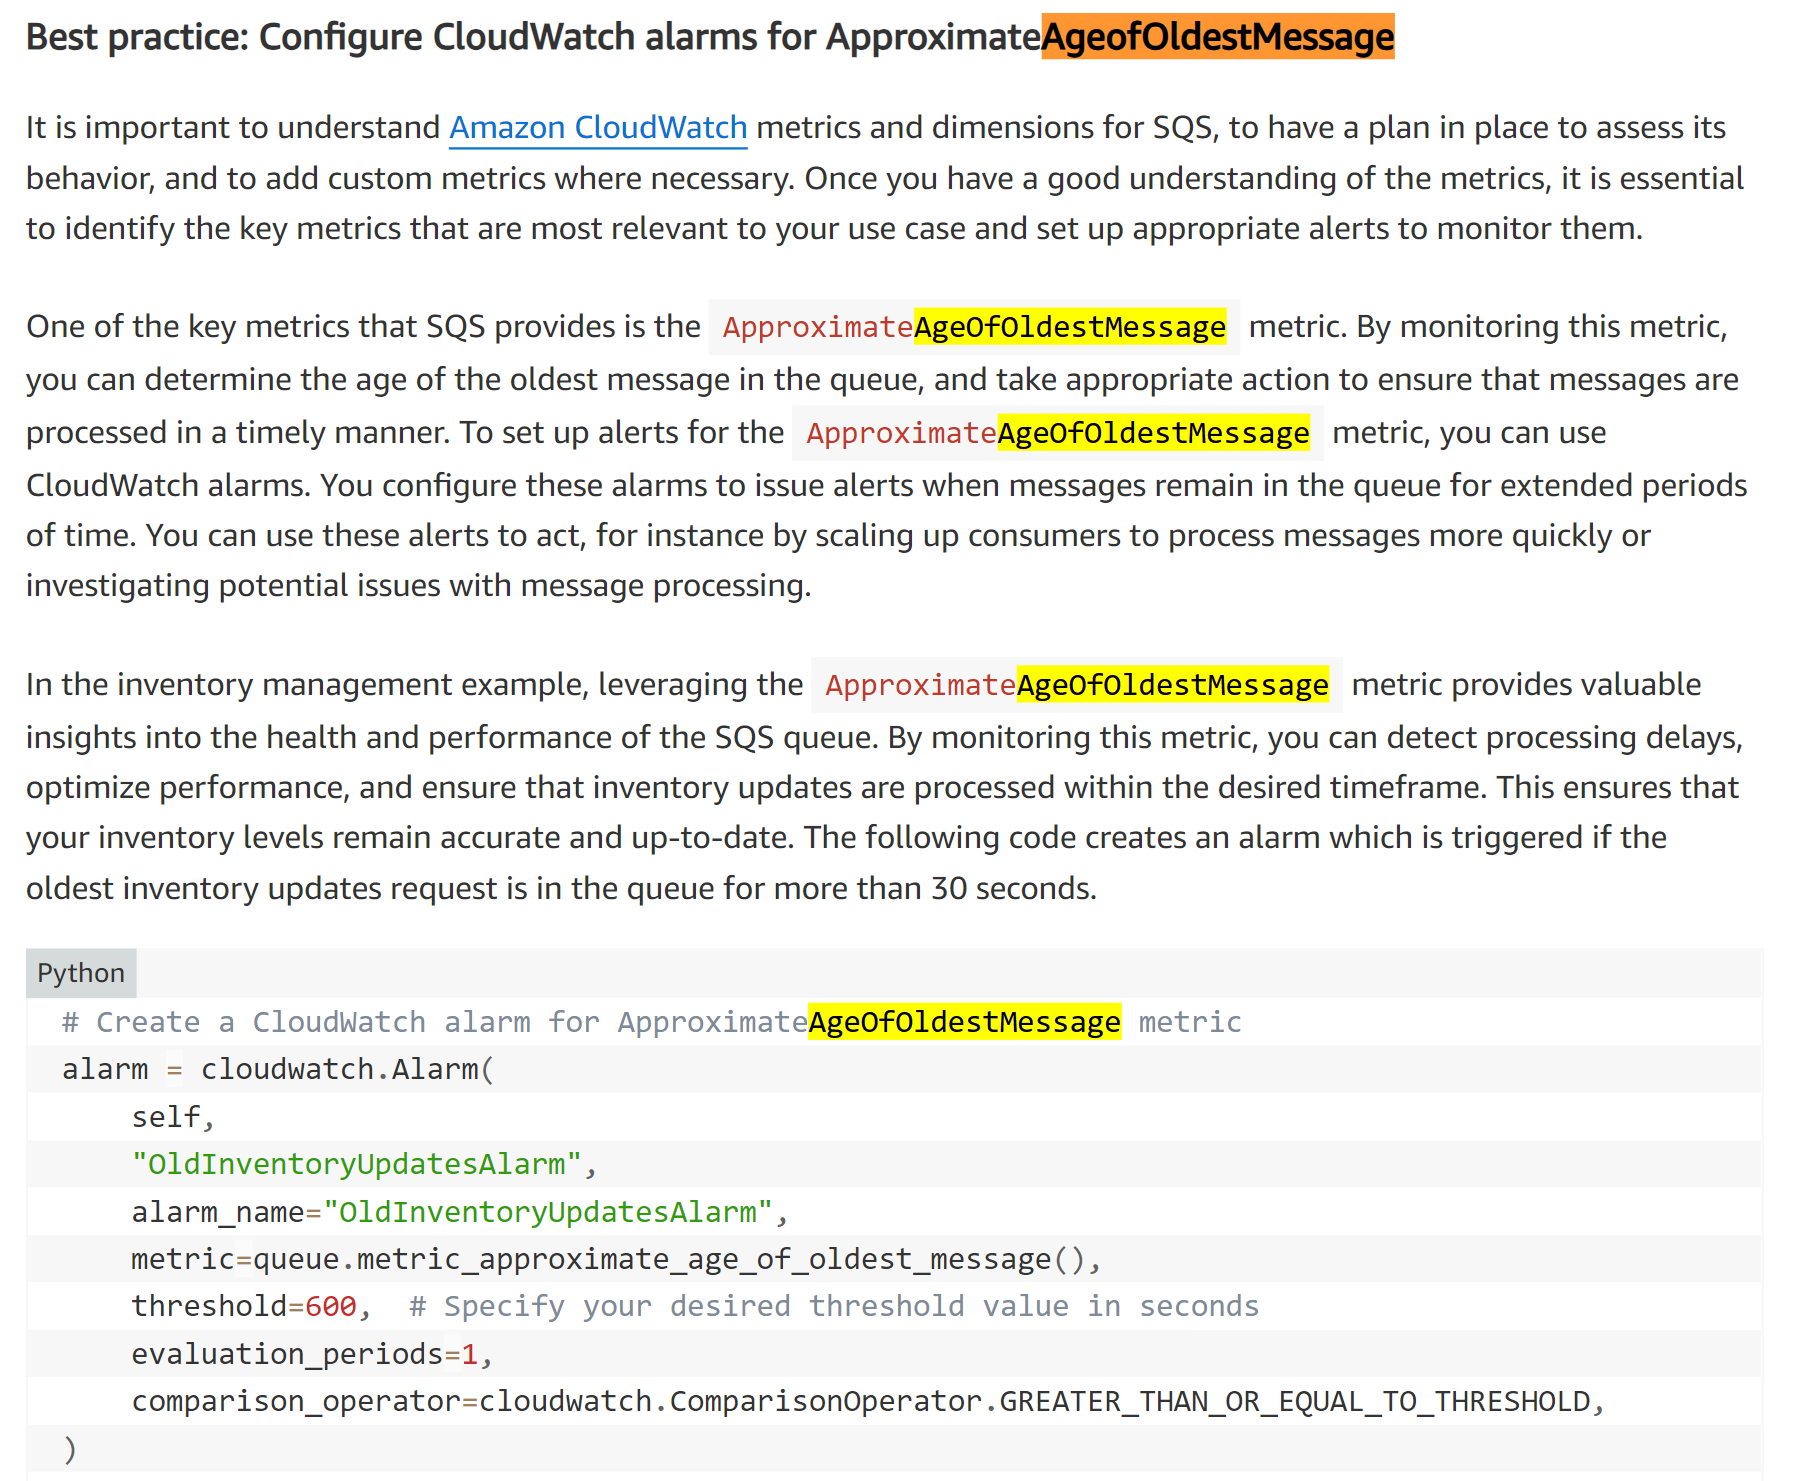 Best practice: Configure CloudWatch alarms for ApproximateAgeofOldestMessage
It is important to understand Amazon CloudWatch metrics and dimensions for SQS, to have a plan in place to assess its
behavior, and to add custom metrics where necessary. Once you have a good understanding of the metrics, it is essential
to identify the key metrics that are most relevant to your use case and set up appropriate alerts to monitor them.
One of the key metrics that SQS provides is the ApproximateAgeOfOldestMessage metric. By monitoring this metric,
you can determine the age of the oldest message in the queue, and take appropriate action to ensure that messages are
processed in a timely manner. To set up alerts for the ApproximateAgeOfOldestMessage metric, you can use
CloudWatch alarms. You configure these alarms to issue alerts when messages remain in the queue for extended periods
of time. You can use these alerts to act, for instance by scaling up consumers to process messages more quickly or
investigating potential issues with message processing.
In the inventory management example, leveraging the ApproximateAgeOfOldestMessage metric provides valuable
insights into the health and performance of the SQS queue. By monitoring this metric, you can detect processing delays,
optimize performance, and ensure that inventory updates are processed within the desired timeframe. This ensures that
your inventory levels remain accurate and up-to-date. The following code creates an alarm which is triggered if the
oldest inventory updates request is in the queue for more than 30 seconds.
Python
# Create a CloudWatch alarm for ApproximateAgeOfOldestMessage metric
alarm = cloudwatch.Alarm(
    self,
    "OldInventoryUpdatesAlarm",
    alarm_name="OldInventoryUpdatesAlarm",
    metric=queue.metric_approximate_age_of_oldest_message(),
    threshold=600,  # Specify your desired threshold value in seconds
    evaluation_periods=1,
    comparison_operator=cloudwatch.ComparisonOperator.GREATER_THAN_OR_EQUAL_TO_THRESHOLD,
)